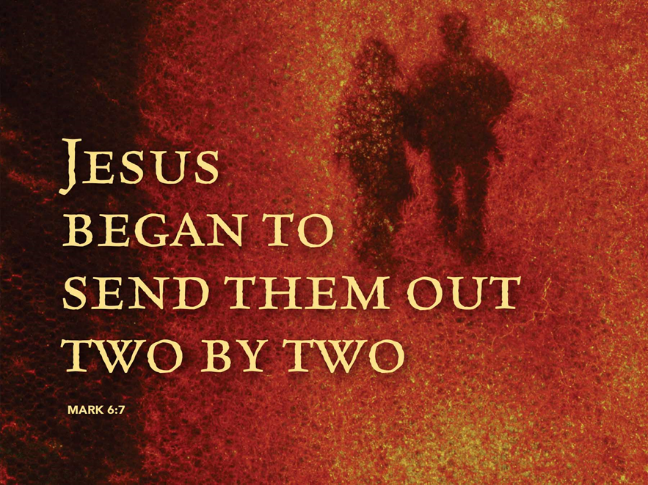 Jesus
began to
send them out
two by two
MARK 6:7